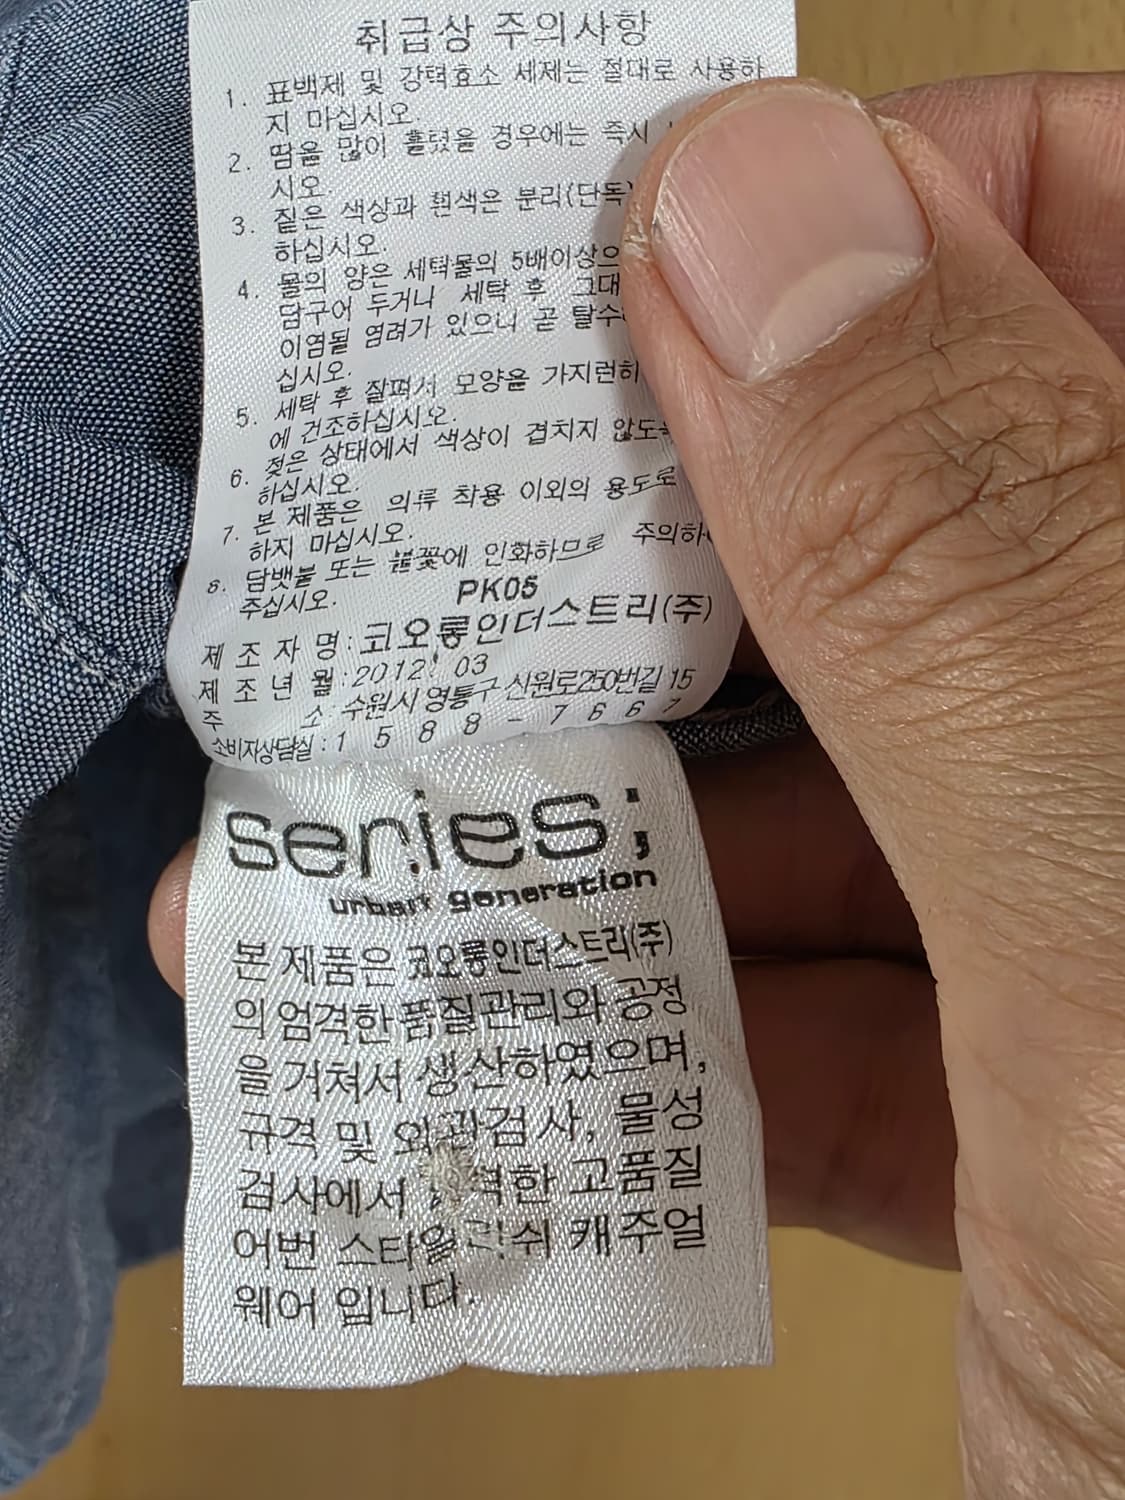 취급상 주의사항
1. 표백제 및 강력효소 세제는 절대로 사용하
지 마십시오.
2. 땀을 많이 흘렸을 경우에는 즉시
시오.
3. 짙은 색상과 흰색은 분리(단독)
하십시오.
4. 물의 양은 세탁물의 5배이상으
담구어 두거나 세탁 후 그대
이염될 염려가 있으니 곧 탈수
십시오.
5. 세탁 후 잘펴서 모양을 가지런히
에 건조하십시오.
6. 젖은 상태에서 색상이 겹치지 않도록
하십시오.
7. 본 제품은 의류 착용 이외의 용도로
하지 마십시오.
8. 담뱃불 또는 불꽃에 인화하므로 주의하
주십시오.
PK05
제 조 자 명 : 코오롱인더스트리(주)
제 조 년 월 : 2012. 03
주 소 : 수원시 영통구 신원로250번길 15
소비자상담실 : 1 5 8 8 - 7 6 6 7
series;
urban generation
본 제품은 코오롱인더스트리(주)
의 엄격한 품질관리와 공정
을 거쳐서 생산하였으며,
규격 및 외관검사, 물성
검사에서 한 고품질
어번 스타일리쉬 캐주얼
웨어 입니다.